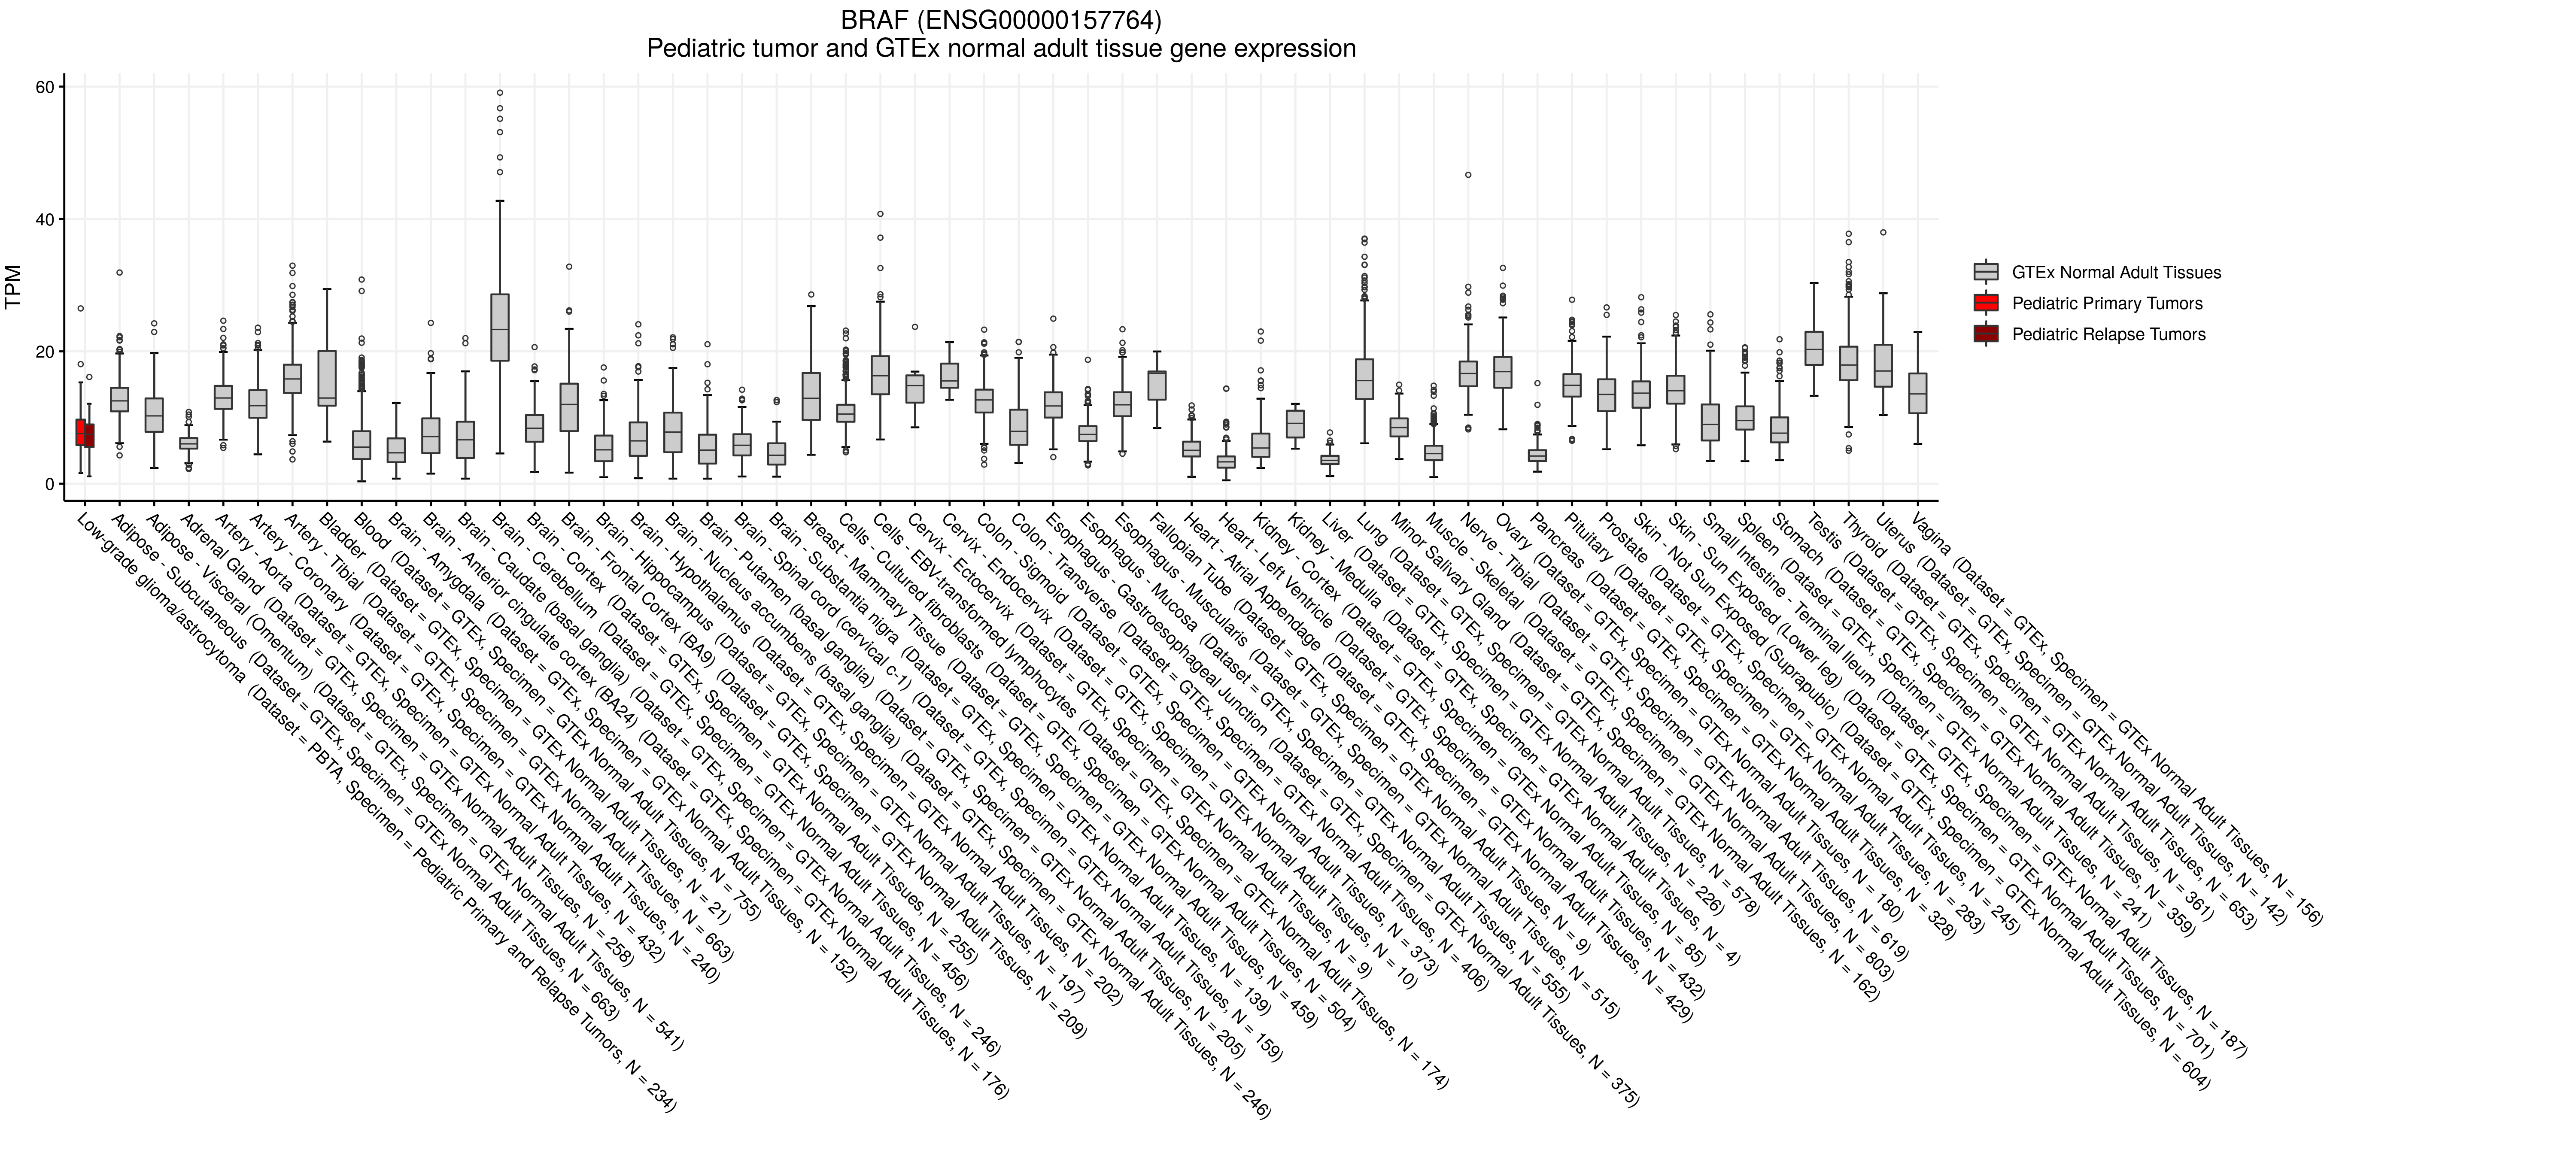 BRAF (ENSG00000157764)
Pediatric tumor and GTEx normal adult tissue gene expression
TPM
60
40
20
0
GTEx Normal Adult Tissues
Pediatric Primary Tumors
Pediatric Relapse Tumors
Low-grade glioma/astrocytoma (Dataset = PBTA, Specimen = Pediatric Primary and Relapse Tumors, N = 234)
Adipose - Subcutaneous (Dataset = GTEx, Specimen = GTEx Normal Adult Tissues, N = 663)
Adipose - Visceral (Omentum) (Dataset = GTEx, Specimen = GTEx Normal Adult Tissues, N = 541)
Adrenal Gland (Dataset = GTEx, Specimen = GTEx Normal Adult Tissues, N = 258)
Artery - Aorta (Dataset = GTEx, Specimen = GTEx Normal Adult Tissues, N = 432)
Artery - Coronary (Dataset = GTEx, Specimen = GTEx Normal Adult Tissues, N = 240)
Artery - Tibial (Dataset = GTEx, Specimen = GTEx Normal Adult Tissues, N = 663)
Bladder (Dataset = GTEx, Specimen = GTEx Normal Adult Tissues, N = 21)
Blood (Dataset = GTEx, Specimen = GTEx Normal Adult Tissues, N = 755)
Brain - Amygdala (Dataset = GTEx, Specimen = GTEx Normal Adult Tissues, N = 152)
Brain - Anterior cingulate cortex (BA24) (Dataset = GTEx, Specimen = GTEx Normal Adult Tissues, N = 176)
Brain - Caudate (basal ganglia) (Dataset = GTEx, Specimen = GTEx Normal Adult Tissues, N = 246)
Brain - Cerebellum (Dataset = GTEx, Specimen = GTEx Normal Adult Tissues, N = 456)
Brain - Cortex (Dataset = GTEx, Specimen = GTEx Normal Adult Tissues, N = 255)
Brain - Frontal Cortex (BA9) (Dataset = GTEx, Specimen = GTEx Normal Adult Tissues, N = 209)
Brain - Hippocampus (Dataset = GTEx, Specimen = GTEx Normal Adult Tissues, N = 197)
Brain - Hypothalamus (Dataset = GTEx, Specimen = GTEx Normal Adult Tissues, N = 202)
Brain - Nucleus accumbens (basal ganglia) (Dataset = GTEx, Specimen = GTEx Normal Adult Tissues, N = 246)
Brain - Putamen (basal ganglia) (Dataset = GTEx, Specimen = GTEx Normal Adult Tissues, N = 205)
Brain - Spinal cord (cervical c-1) (Dataset = GTEx, Specimen = GTEx Normal Adult Tissues, N = 159)
Brain - Substantia nigra (Dataset = GTEx, Specimen = GTEx Normal Adult Tissues, N = 139)
Breast - Mammary Tissue (Dataset = GTEx, Specimen = GTEx Normal Adult Tissues, N = 459)
Cells - Cultured fibroblasts (Dataset = GTEx, Specimen = GTEx Normal Adult Tissues, N = 504)
Cells - EBV-transformed lymphocytes (Dataset = GTEx, Specimen = GTEx Normal Adult Tissues, N = 174)
Cervix - Ectocervix (Dataset = GTEx, Specimen = GTEx Normal Adult Tissues, N = 9)
Cervix - Endocervix (Dataset = GTEx, Specimen = GTEx Normal Adult Tissues, N = 10)
Colon - Sigmoid (Dataset = GTEx, Specimen = GTEx Normal Adult Tissues, N = 373)
Colon - Transverse (Dataset = GTEx, Specimen = GTEx Normal Adult Tissues, N = 406)
Esophagus - Gastroesophageal Junction (Dataset = GTEx, Specimen = GTEx Normal Adult Tissues, N = 375)
Esophagus - Mucosa (Dataset = GTEx, Specimen = GTEx Normal Adult Tissues, N = 555)
Esophagus - Muscularis (Dataset = GTEx, Specimen = GTEx Normal Adult Tissues, N = 515)
Fallopian Tube (Dataset = GTEx, Specimen = GTEx Normal Adult Tissues, N = 9)
Heart - Atrial Appendage (Dataset = GTEx, Specimen = GTEx Normal Adult Tissues, N = 429)
Heart - Left Ventricle (Dataset = GTEx, Specimen = GTEx Normal Adult Tissues, N = 432)
Kidney - Cortex (Dataset = GTEx, Specimen = GTEx Normal Adult Tissues, N = 85)
Kidney - Medulla (Dataset = GTEx, Specimen = GTEx Normal Adult Tissues, N = 4)
Liver (Dataset = GTEx, Specimen = GTEx Normal Adult Tissues, N = 226)
Lung (Dataset = GTEx, Specimen = GTEx Normal Adult Tissues, N = 578)
Minor Salivary Gland (Dataset = GTEx, Specimen = GTEx Normal Adult Tissues, N = 162)
Muscle - Skeletal (Dataset = GTEx, Specimen = GTEx Normal Adult Tissues, N = 803)
Nerve - Tibial (Dataset = GTEx, Specimen = GTEx Normal Adult Tissues, N = 619)
Ovary (Dataset = GTEx, Specimen = GTEx Normal Adult Tissues, N = 180)
Pancreas (Dataset = GTEx, Specimen = GTEx Normal Adult Tissues, N = 328)
Pituitary (Dataset = GTEx, Specimen = GTEx Normal Adult Tissues, N = 283)
Prostate (Dataset = GTEx, Specimen = GTEx Normal Adult Tissues, N = 245)
Skin - Not Sun Exposed (Suprapubic) (Dataset = GTEx, Specimen = GTEx Normal Adult Tissues, N = 604)
Skin - Sun Exposed (Lower leg) (Dataset = GTEx, Specimen = GTEx Normal Adult Tissues, N = 701)
Small Intestine - Terminal Ileum (Dataset = GTEx, Specimen = GTEx Normal Adult Tissues, N = 187)
Spleen (Dataset = GTEx, Specimen = GTEx Normal Adult Tissues, N = 241)
Stomach (Dataset = GTEx, Specimen = GTEx Normal Adult Tissues, N = 359)
Testis (Dataset = GTEx, Specimen = GTEx Normal Adult Tissues, N = 361)
Thyroid (Dataset = GTEx, Specimen = GTEx Normal Adult Tissues, N = 653)
Uterus (Dataset = GTEx, Specimen = GTEx Normal Adult Tissues, N = 142)
Vagina (Dataset = GTEx, Specimen = GTEx Normal Adult Tissues, N = 156)